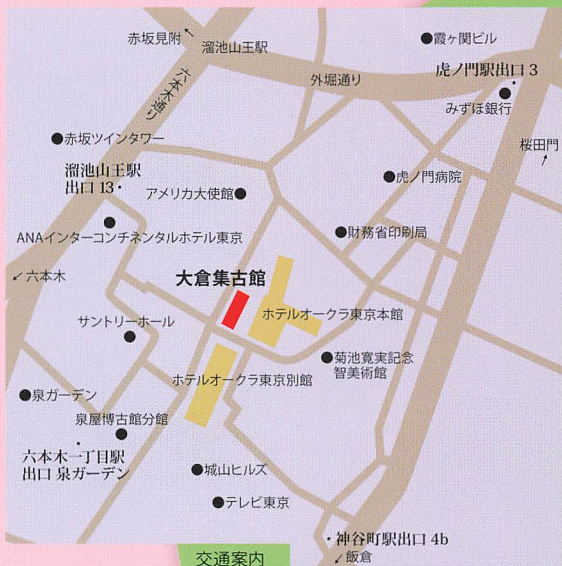 霞ヶ関ビル
赤坂見附
溜池山王駅
虎ノ門駅出口 3
外堀通り
六本木通り
みずほ銀行
赤坂ツインタワー
桜田門
溜池山王駅
出口 13
虎ノ門病院
アメリカ大使館
財務省印刷局
ANAインターコンチネンタルホテル東京
六本木
大倉集古館
ホテルオークラ東京本館
サントリーホール
菊池寛実記念
智美術館
ホテルオークラ東京別館
泉ガーデン
泉屋博古館分館
六本木一丁目駅
出口 泉ガーデン
城山ヒルズ
テレビ東京
神谷町駅出口 4b
飯倉
交通案内